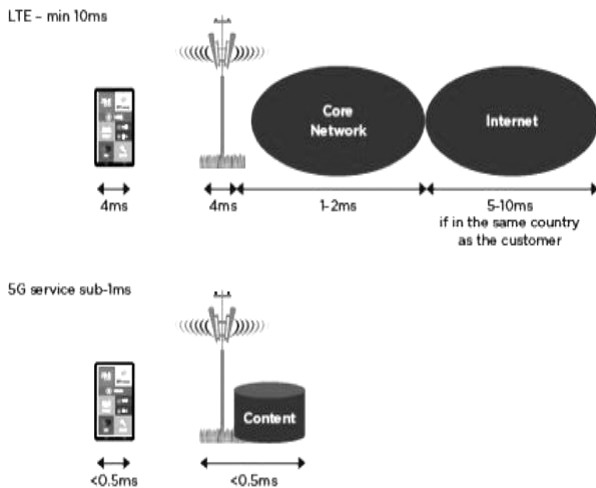 LTE – min 10ms
Core
Network
Internet
4ms
4ms
1-2ms
5-10ms
if in the same country
as the customer
5G service sub-1ms
Content
<0.5ms
<0.5ms